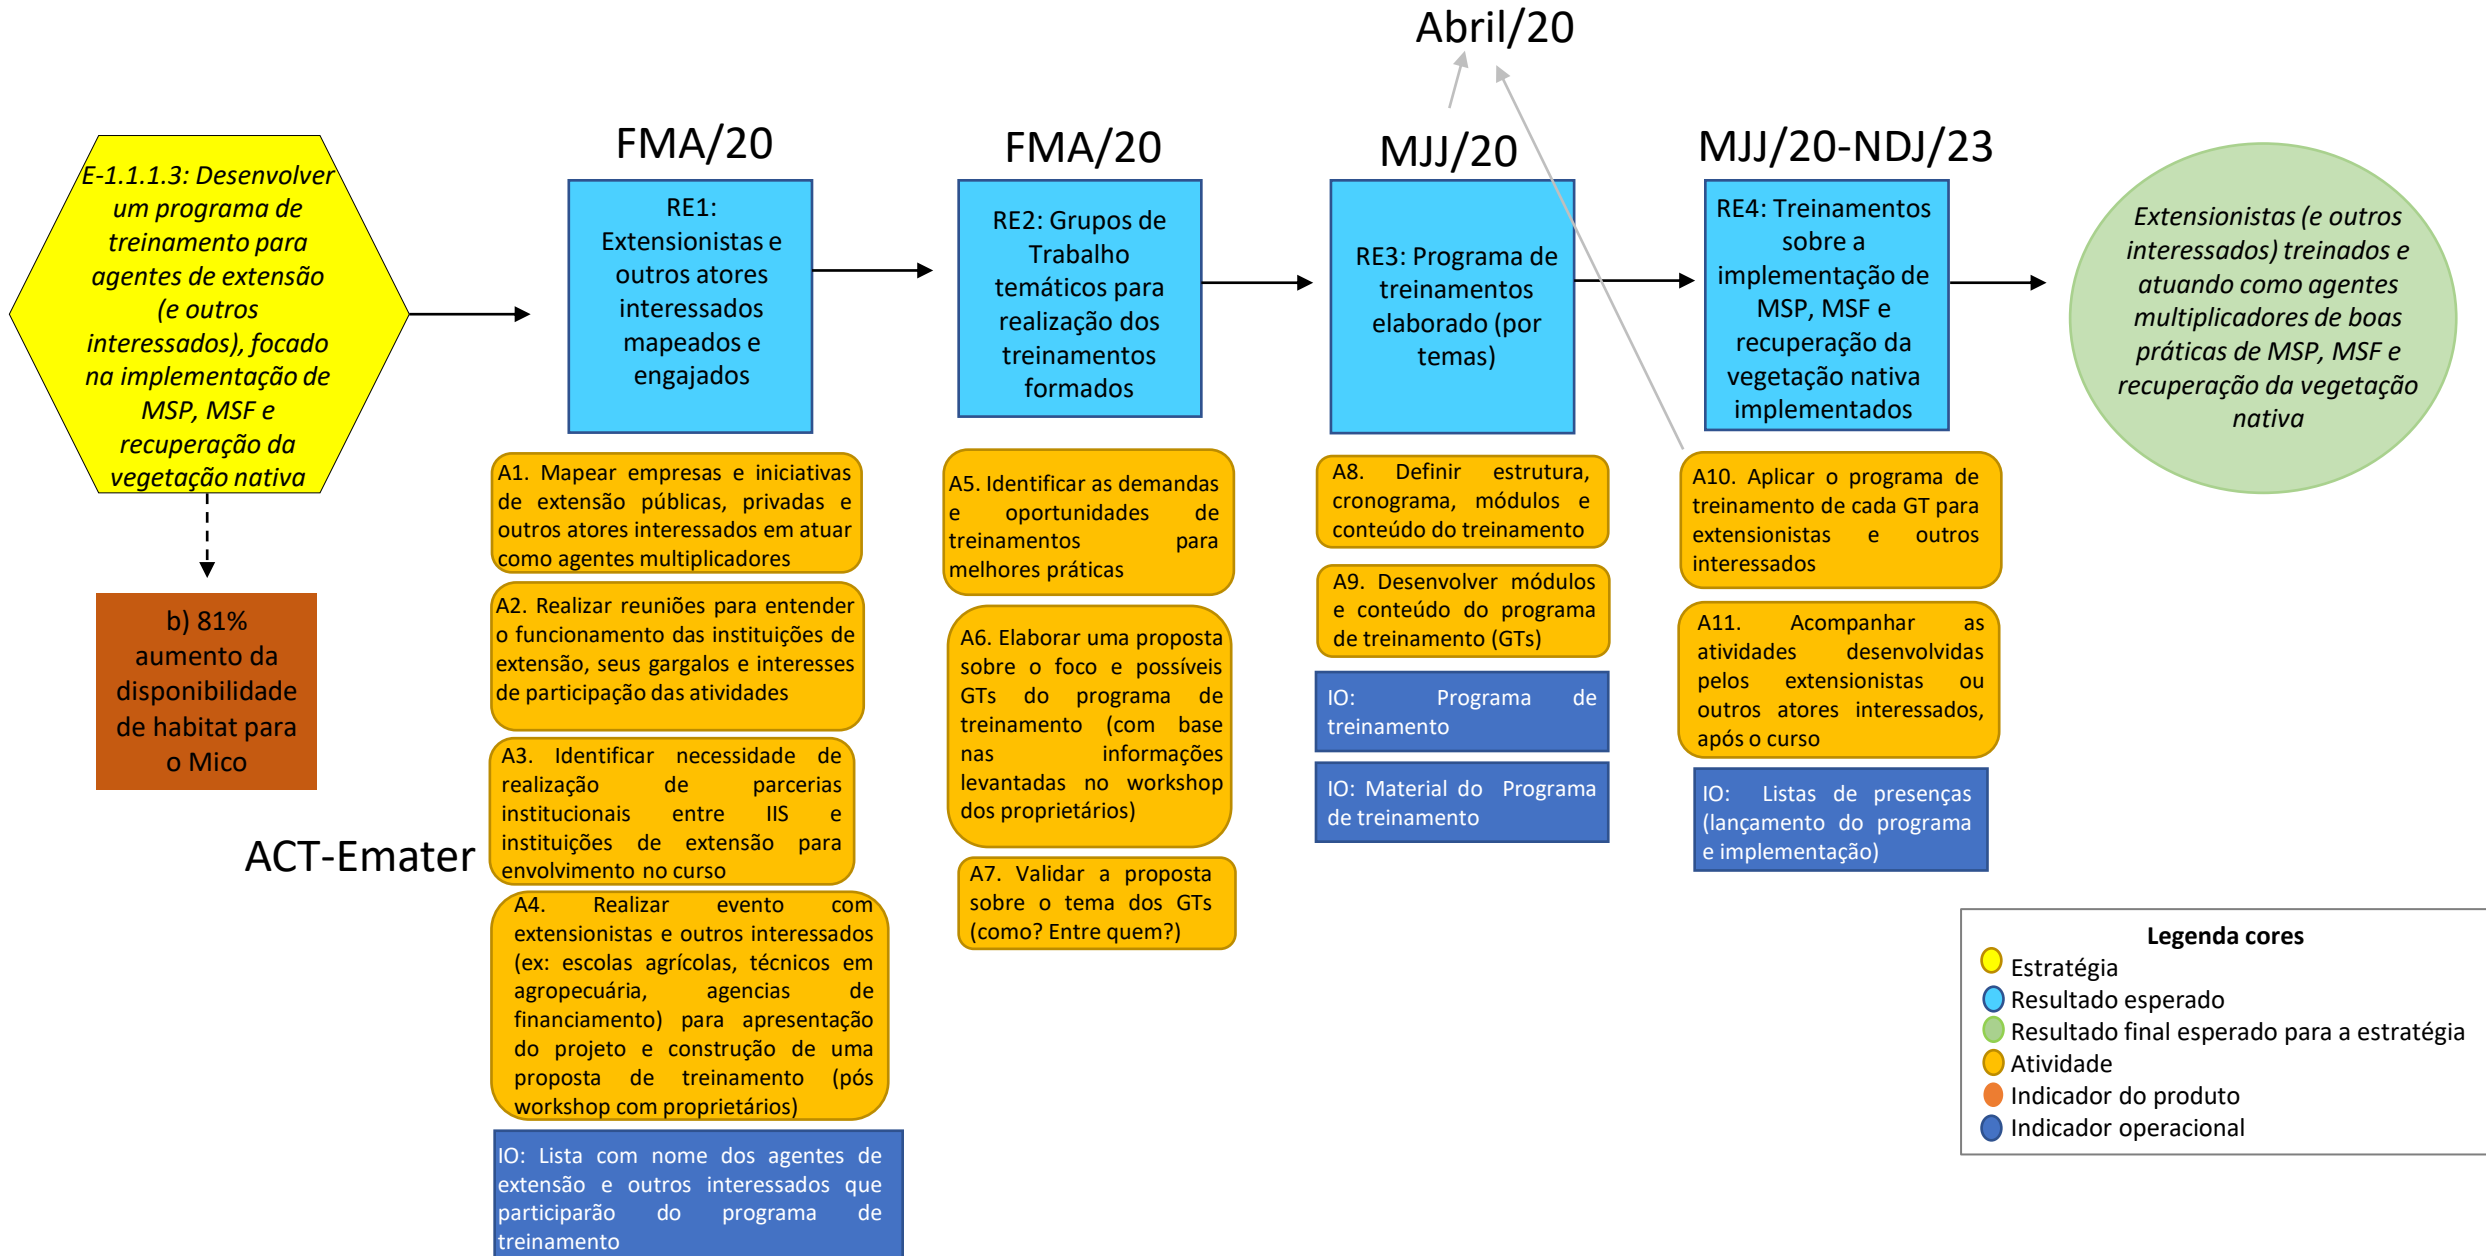 Abril/20
FMA/20
FMA/20
MJJ/20
MJJ/20-NDJ/23
E-1.1.1.3: Desenvolver
um programa de
treinamento para
agentes de extensão
(e outros
interessados), focado
na implementação de
MSP, MSF e
recuperação da
vegetação nativa
b) 81%
aumento da
disponibilidade
de habitat para
o Mico
RE1:
Extensionistas e
outros atores
interessados
mapeados e
engajados
A1. Mapear empresas e iniciativas
de extensão públicas, privadas e
outros atores interessados em atuar
como agentes multiplicadores
A2. Realizar reuniões para entender
o funcionamento das instituições de
extensão, seus gargalos e interesses
de participação das atividades
A3. Identificar necessidade de
realização de parcerias
institucionais entre IIS e
instituições de extensão para
envolvimento no curso
ACT-Emater
A4. Realizar evento com
extensionistas e outros interessados
(ex: escolas agrícolas, técnicos em
agropecuária, agencias de
financiamento) para apresentação
do projeto e construção de uma
proposta de treinamento (pós
workshop com proprietários)
IO: Lista com nome dos agentes de
extensão e outros interessados que
participarão do programa de
treinamento
RE2: Grupos de
Trabalho
temáticos para
realização dos
treinamentos
formados
A5. Identificar as demandas
e oportunidades de
treinamentos para
melhores práticas
A6. Elaborar uma proposta
sobre o foco e possíveis
GTs do programa de
treinamento (com base
nas informações
levantadas no workshop
dos proprietários)
A7. Validar a proposta
sobre o tema dos GTs
(como? Entre quem?)
RE3: Programa de
treinamentos
elaborado (por
temas)
A8. Definir estrutura,
cronograma, módulos e
conteúdo do treinamento
A9. Desenvolver módulos
e conteúdo do programa
de treinamento (GTs)
IO: Programa de
treinamento
IO: Material do Programa
de treinamento
RE4: Treinamentos
sobre a
implementação de
MSP, MSF e
recuperação da
vegetação nativa
implementados
A10. Aplicar o programa de
treinamento de cada GT para
extensionistas e outros
interessados
A11. Acompanhar as
atividades desenvolvidas
pelos extensionistas ou
outros atores interessados,
após o curso
IO: Listas de presenças
(lançamento do programa
e implementação)
Extensionistas (e outros
interessados) treinados e
atuando como agentes
multiplicadores de boas
práticas de MSP, MSF e
recuperação da vegetação
nativa
Legenda cores
Estratégia
Resultado esperado
Resultado final esperado para a estratégia
Atividade
Indicador do produto
Indicador operacional